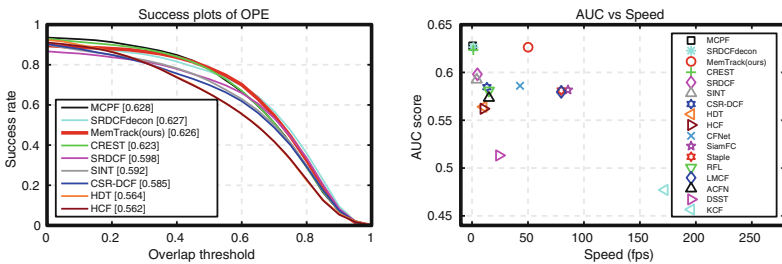 Success plots of OPE
Success rate
1
0.8
0.6
0.4
0.2
0
MCPF [0.628]
SRDCFdecon [0.627]
MemTrack(ours) [0.626]
CREST [0.623]
SRDCF [0.598]
SINT [0.592]
CSR-DCF [0.585]
HDT [0.564]
HCF [0.562]
0 0.2 0.4 0.6 0.8 1
Overlap threshold
AUC vs Speed
AUC score
0.65
0.6
0.55
0.5
0.45
MCPF
SRDCFdecon
MemTrack(ours)
CREST
SRDCF
SINT
CSR-DCF
HDT
HCF
CFNet
SiamFC
Staple
RFL
LMCF
ACFN
DSST
KCF
0 50 100 150 200 250
Speed (fps)